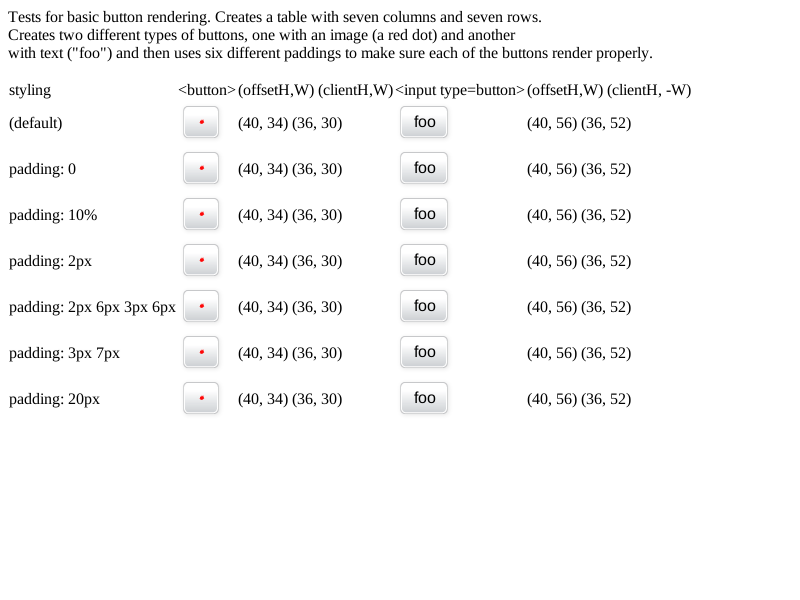 Tests for basic button rendering. Creates a table with seven columns and seven rows.
Creates two different types of buttons, one with an image (a red dot) and another
with text ("foo") and then uses six different paddings to make sure each of the buttons render properly.
styling <button> (offsetH,W) (clientH,W) <input type=button> (offsetH,W) (clientH, -W)
(default) (40, 34) (36, 30) foo (40, 56) (36, 52)
padding: 0 (40, 34) (36, 30) foo (40, 56) (36, 52)
padding: 10% (40, 34) (36, 30) foo (40, 56) (36, 52)
padding: 2px (40, 34) (36, 30) foo (40, 56) (36, 52)
padding: 2px 6px 3px 6px (40, 34) (36, 30) foo (40, 56) (36, 52)
padding: 3px 7px (40, 34) (36, 30) foo (40, 56) (36, 52)
padding: 20px (40, 34) (36, 30) foo (40, 56) (36, 52)